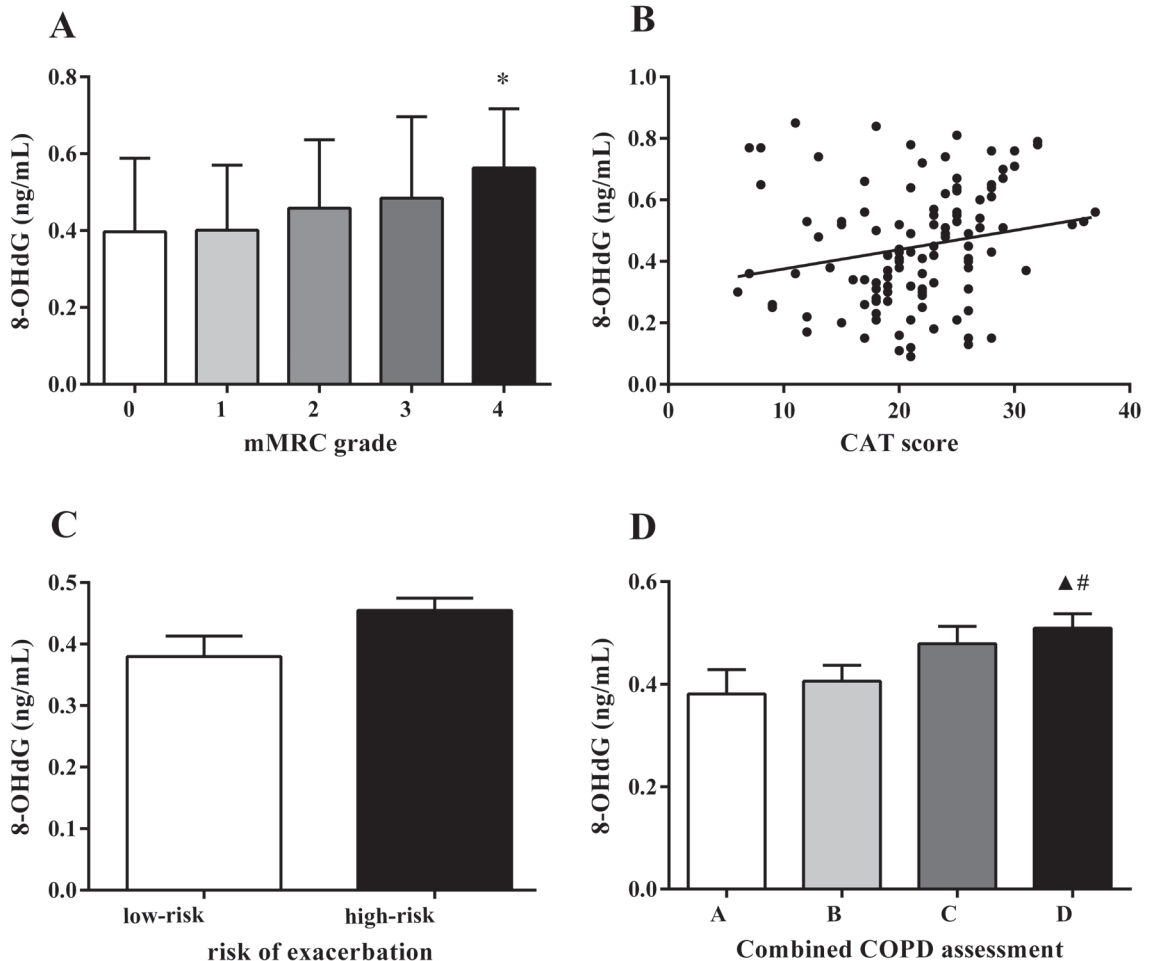 A
8-OHdG (ng/mL)
0.8
0.6
0.4
0.2
0.0
*
0 1 2 3 4
mMRC grade
B
8-OHdG (ng/mL)
1.0
0.8
0.6
0.4
0.2
0.0
0 10 20 30 40
CAT score
C
8-OHdG (ng/mL)
0.5
0.4
0.3
0.2
0.1
0.0
low-risk high-risk
risk of exacerbation
D
8-OHdG (ng/mL)
0.6
0.4
0.2
0.0
▲#
A B C D
Combined COPD assessment